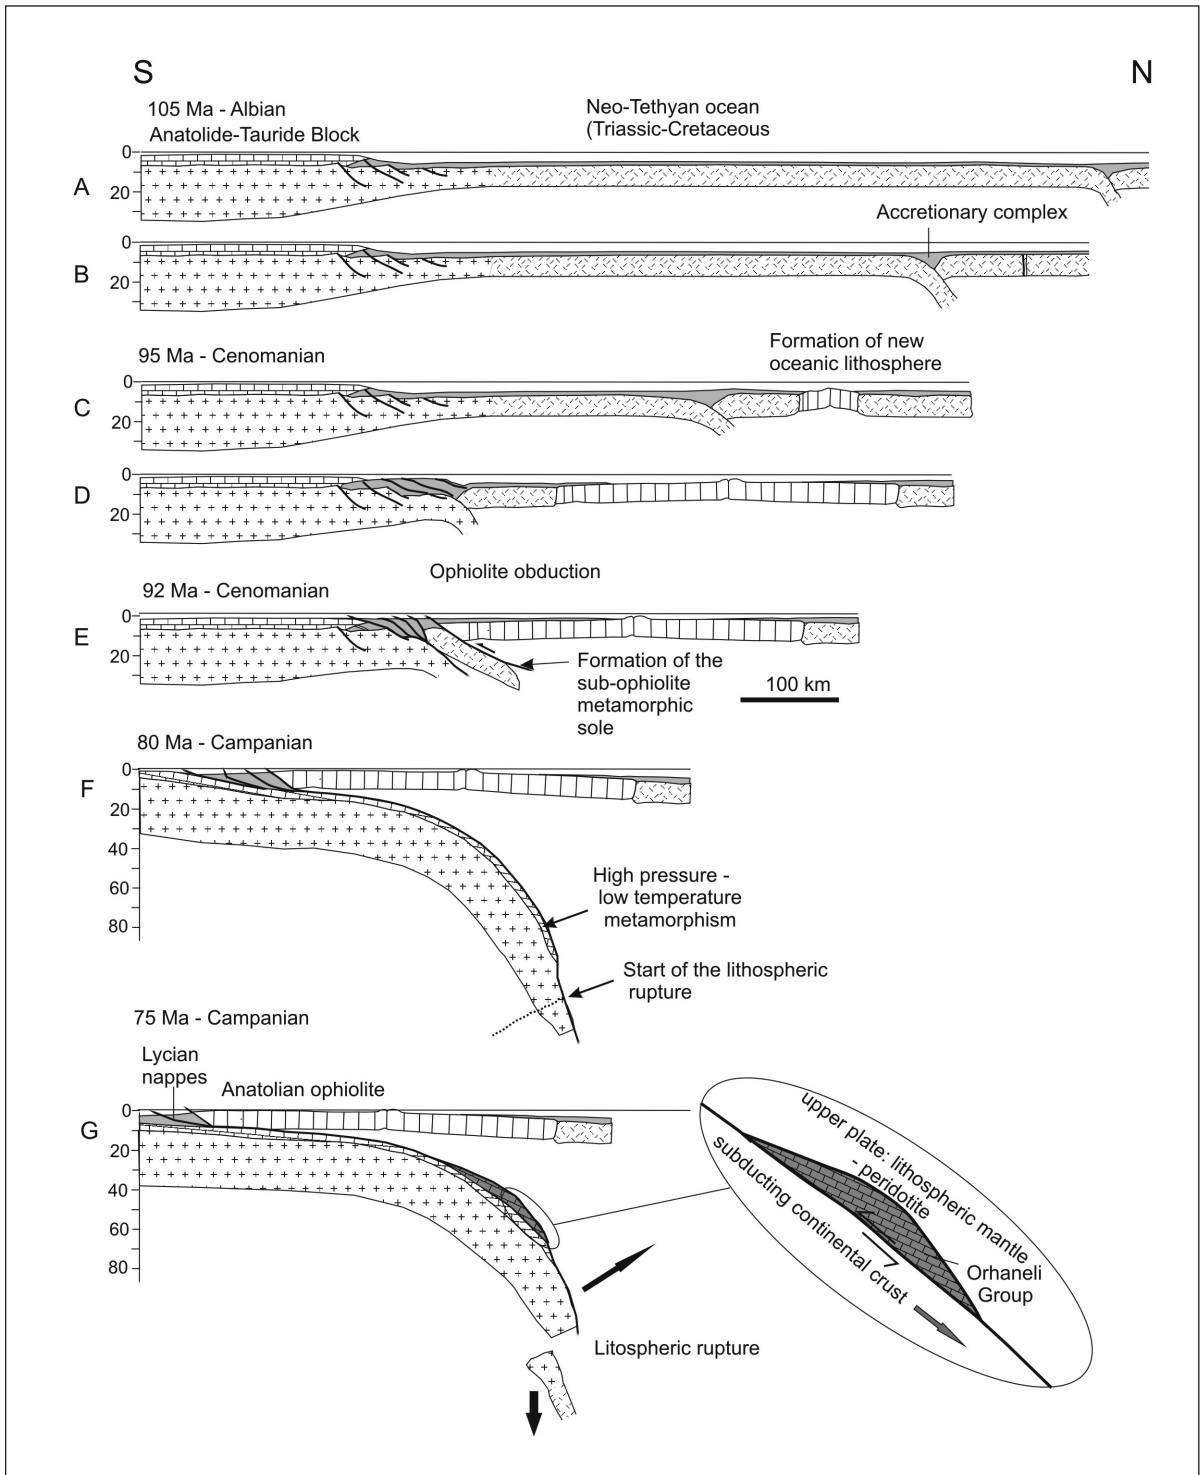 S
N
105 Ma - Albian
Anatolide-Tauride Block
Neo-Tethyan ocean
(Triassic-Cretaceous
A
0
20
Accretionary complex
B
0
20
95 Ma - Cenomanian
Formation of new
oceanic lithosphere
C
0
20
D
0
20
92 Ma - Cenomanian
Ophiolite obduction
E
0
20
Formation of the
sub-ophiolite
metamorphic
sole
100 km
80 Ma - Campanian
F
0
20
40
60
80
High pressure -
low temperature
metamorphism
Start of the lithospheric
rupture
75 Ma - Campanian
Lycian
nappes
Anatolian ophiolite
G
0
20
40
60
80
Litospheric rupture
upper plate: lithospheric mantle
- peridotite
subducting continental crust
Orhaneli
Group